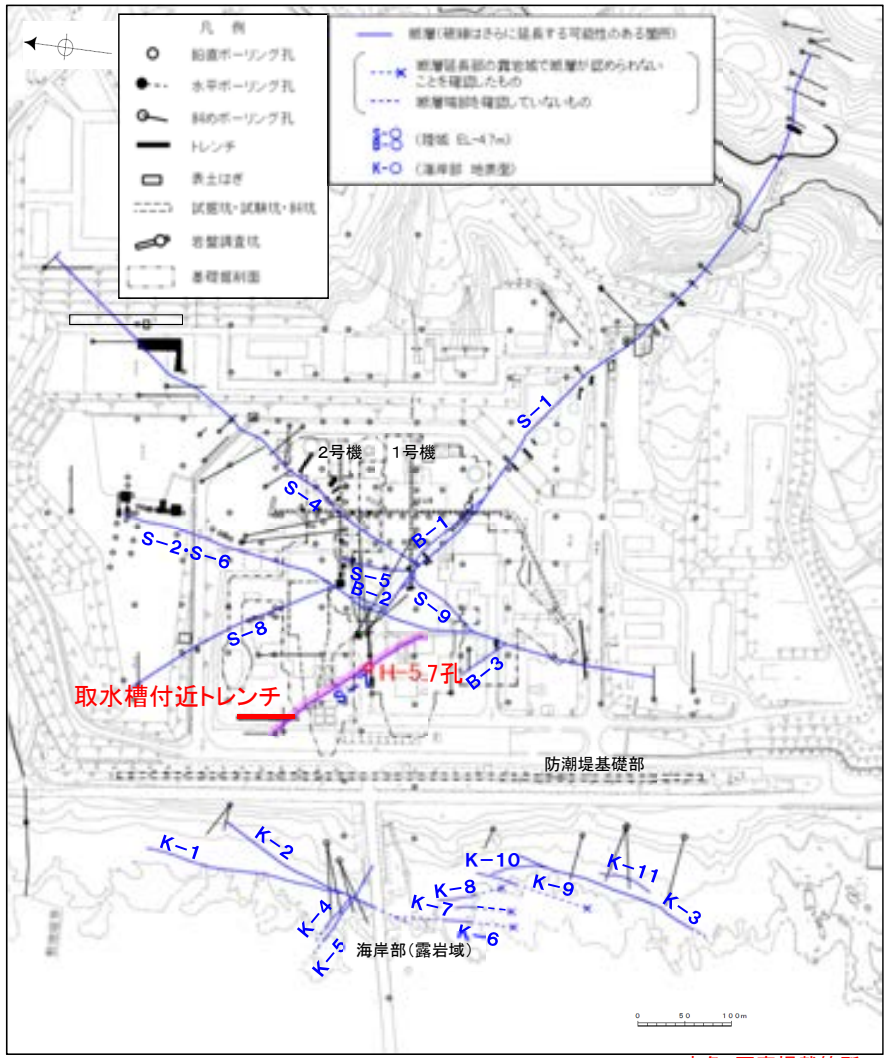 凡 例
鉛直ボーリング孔
水平ボーリング孔
斜めボーリング孔
トレンチ
表土はぎ
試掘坑・試験坑・斜坑
岩盤調査坑
基礎掘削面
断層(破線はさらに延長する可能性のある箇所)
断層延長部の露岩域で断層が認められない
ことを確認したもの
断層端部を確認していないもの
S-○
B-○
(陸域 EL-4.7m)
K-○ (海岸部 地表面)
S-1
2号機
1号機
S-4
B-1
S-2・S-6
S-5
B-2
S-9
S-8
B-3
H-5.7孔
取水槽付近トレンチ
防潮堤基礎部
K-1
K-2
K-10
K-11
K-8
K-9
K-7
K-3
K-4
K-6
K-5
海岸部(露岩域)
0 50 100m